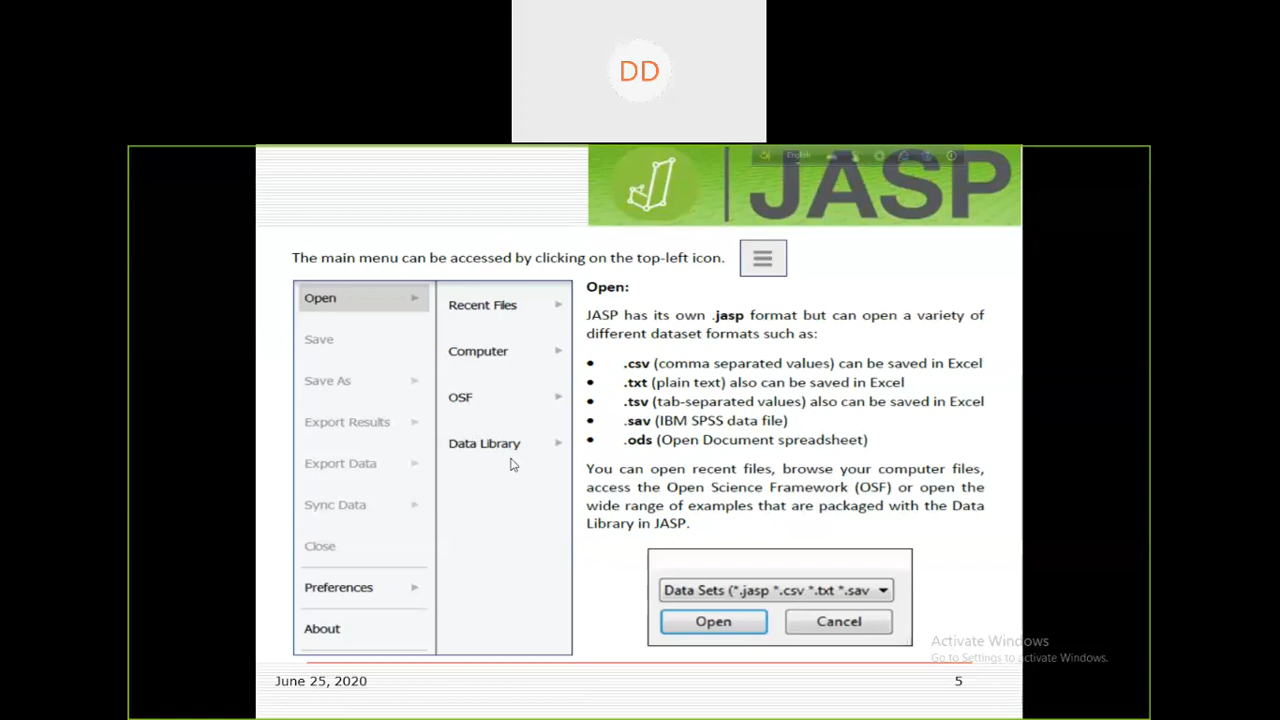 DD
English
JASP
The main menu can be accessed by clicking on the top-left icon.
Open
Save
Save As
Export Results
Export Data
Sync Data
Close
Preferences
About
Recent Files
Computer
OSF
Data Library
Open:
JASP has its own .jasp format but can open a variety of
different dataset formats such as:
• .csv (comma separated values) can be saved in Excel
• .txt (plain text) also can be saved in Excel
• .tsv (tab-separated values) also can be saved in Excel
• .sav (IBM SPSS data file)
• .ods (Open Document spreadsheet)
You can open recent files, browse your computer files,
access the Open Science Framework (OSF) or open the
wide range of examples that are packaged with the Data
Library in JASP.
Data Sets (*.jasp *.csv *.txt *.sav
Open Cancel
Activate Windows
Go to Settings to activate Windows.
June 25, 2020
5